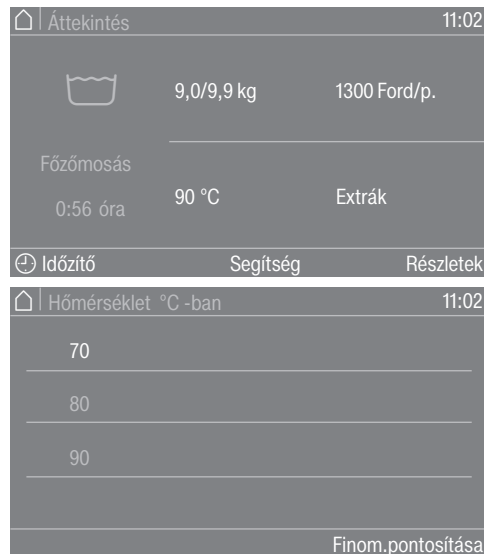 Áttekintés 11:02
9,0/9,9 kg 1300 Ford/p.
Főzőmosás
0:56 óra
90 °C Extrák
Időzítő Segítség Részletek
Hőmérséklet °C -ban 11:02
70
80
90
Finom.pontosítása